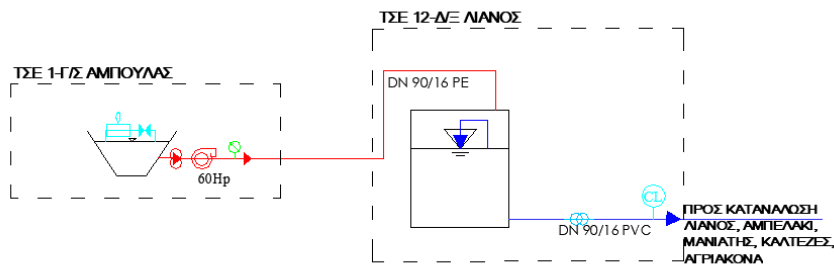 ΤΣΕ 12-Δ/Ξ ΛΙΑΝΟΣ
ΤΣΕ 1-Γ/Σ ΑΜΠΟΥΛΑΣ
DN 90/16 PE
60Hp
CL
DN 90/16 PVC
ΠΡΟΣ ΚΑΤΑΝΑΛΩΣΗ
ΛΙΑΝΟΣ, ΑΜΠΕΛΑΚΙ,
ΜΑΝΙΑΤΗΣ, ΚΑΛΤΕΖΕΣ,
ΑΓΡΙΑΚΟΝΑ